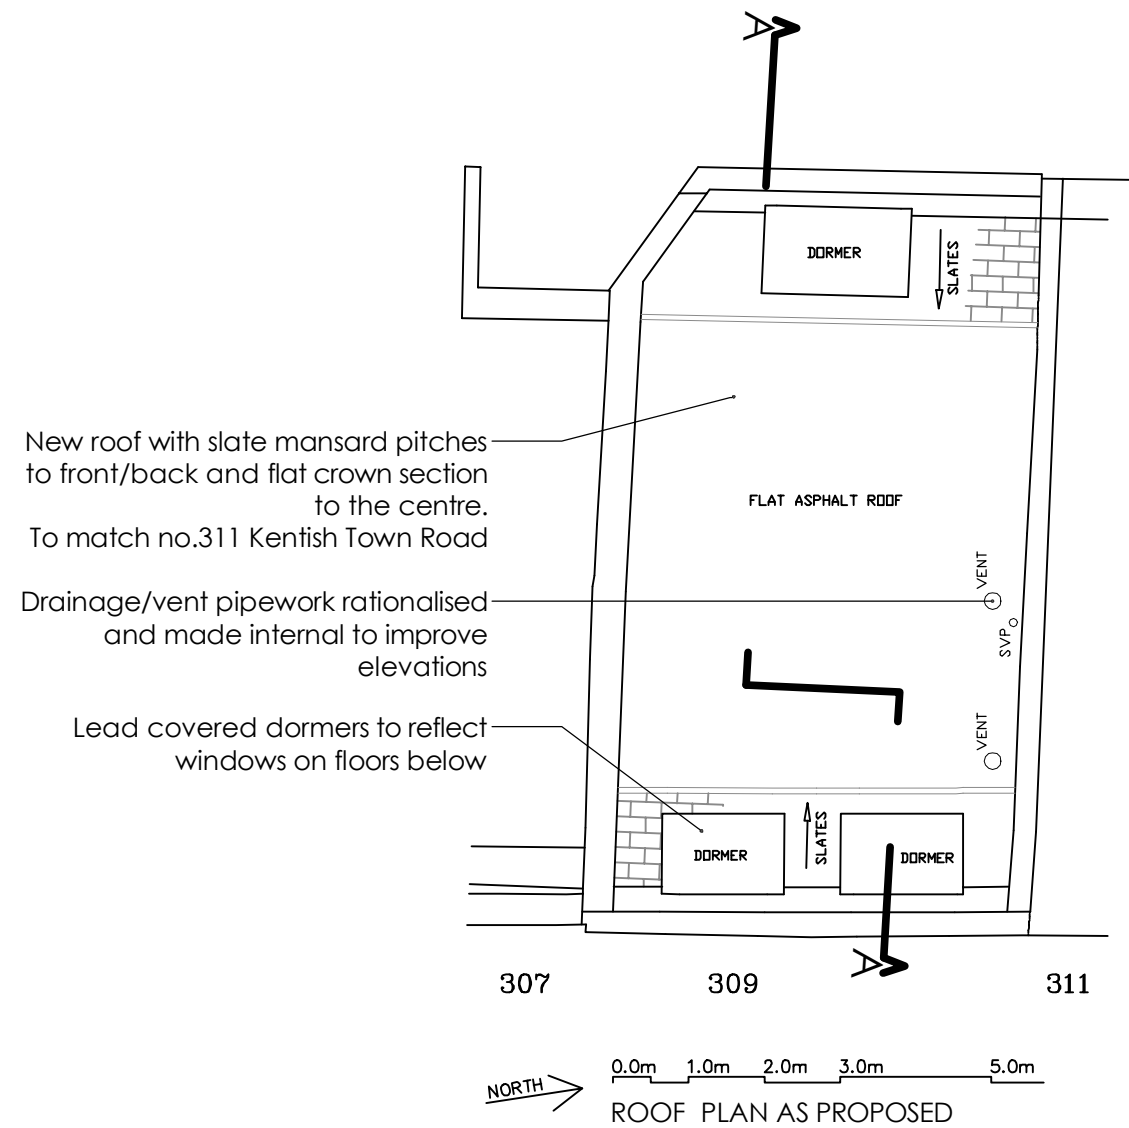 A
DORMER
SLATES
New roof with slate mansard pitches
to front/back and flat crown section
to the centre.
To match no.311 Kentish Town Road
FLAT ASPHALT ROOF
VENT
Drainage/vent pipework rationalised
and made internal to improve
elevations
SVP
Lead covered dormers to reflect
windows on floors below
VENT
DORMER
SLATES
DORMER
A
307
309
311
NORTH
0.0m 1.0m 2.0m 3.0m 5.0m
ROOF PLAN AS PROPOSED